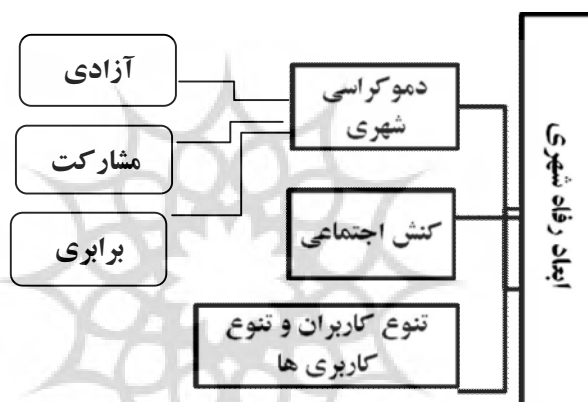 ابعاد رفاه شهری
دموکراسی
شهری
آزادی
مشارکت
برابری
کنش اجتماعی
تنوع کاربران و تنوع
کاربری ها